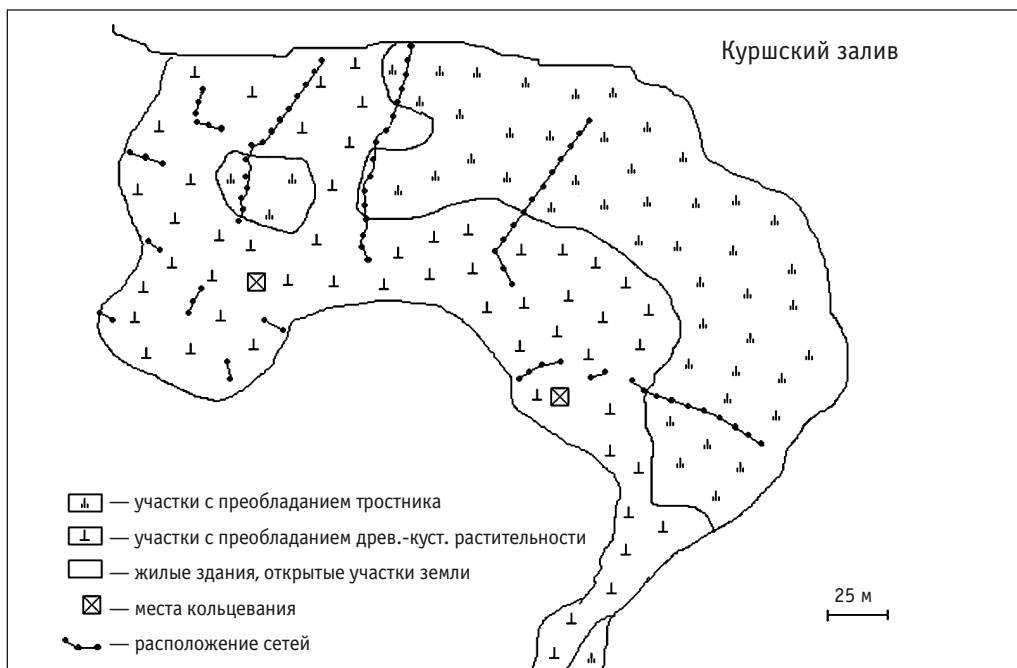 Куршский залив
— участки с преобладанием тростника
— участки с преобладанием древ.-куст. растительности
— жилые здания, открытые участки земли
— места кольцевания
— расположение сетей
25 м